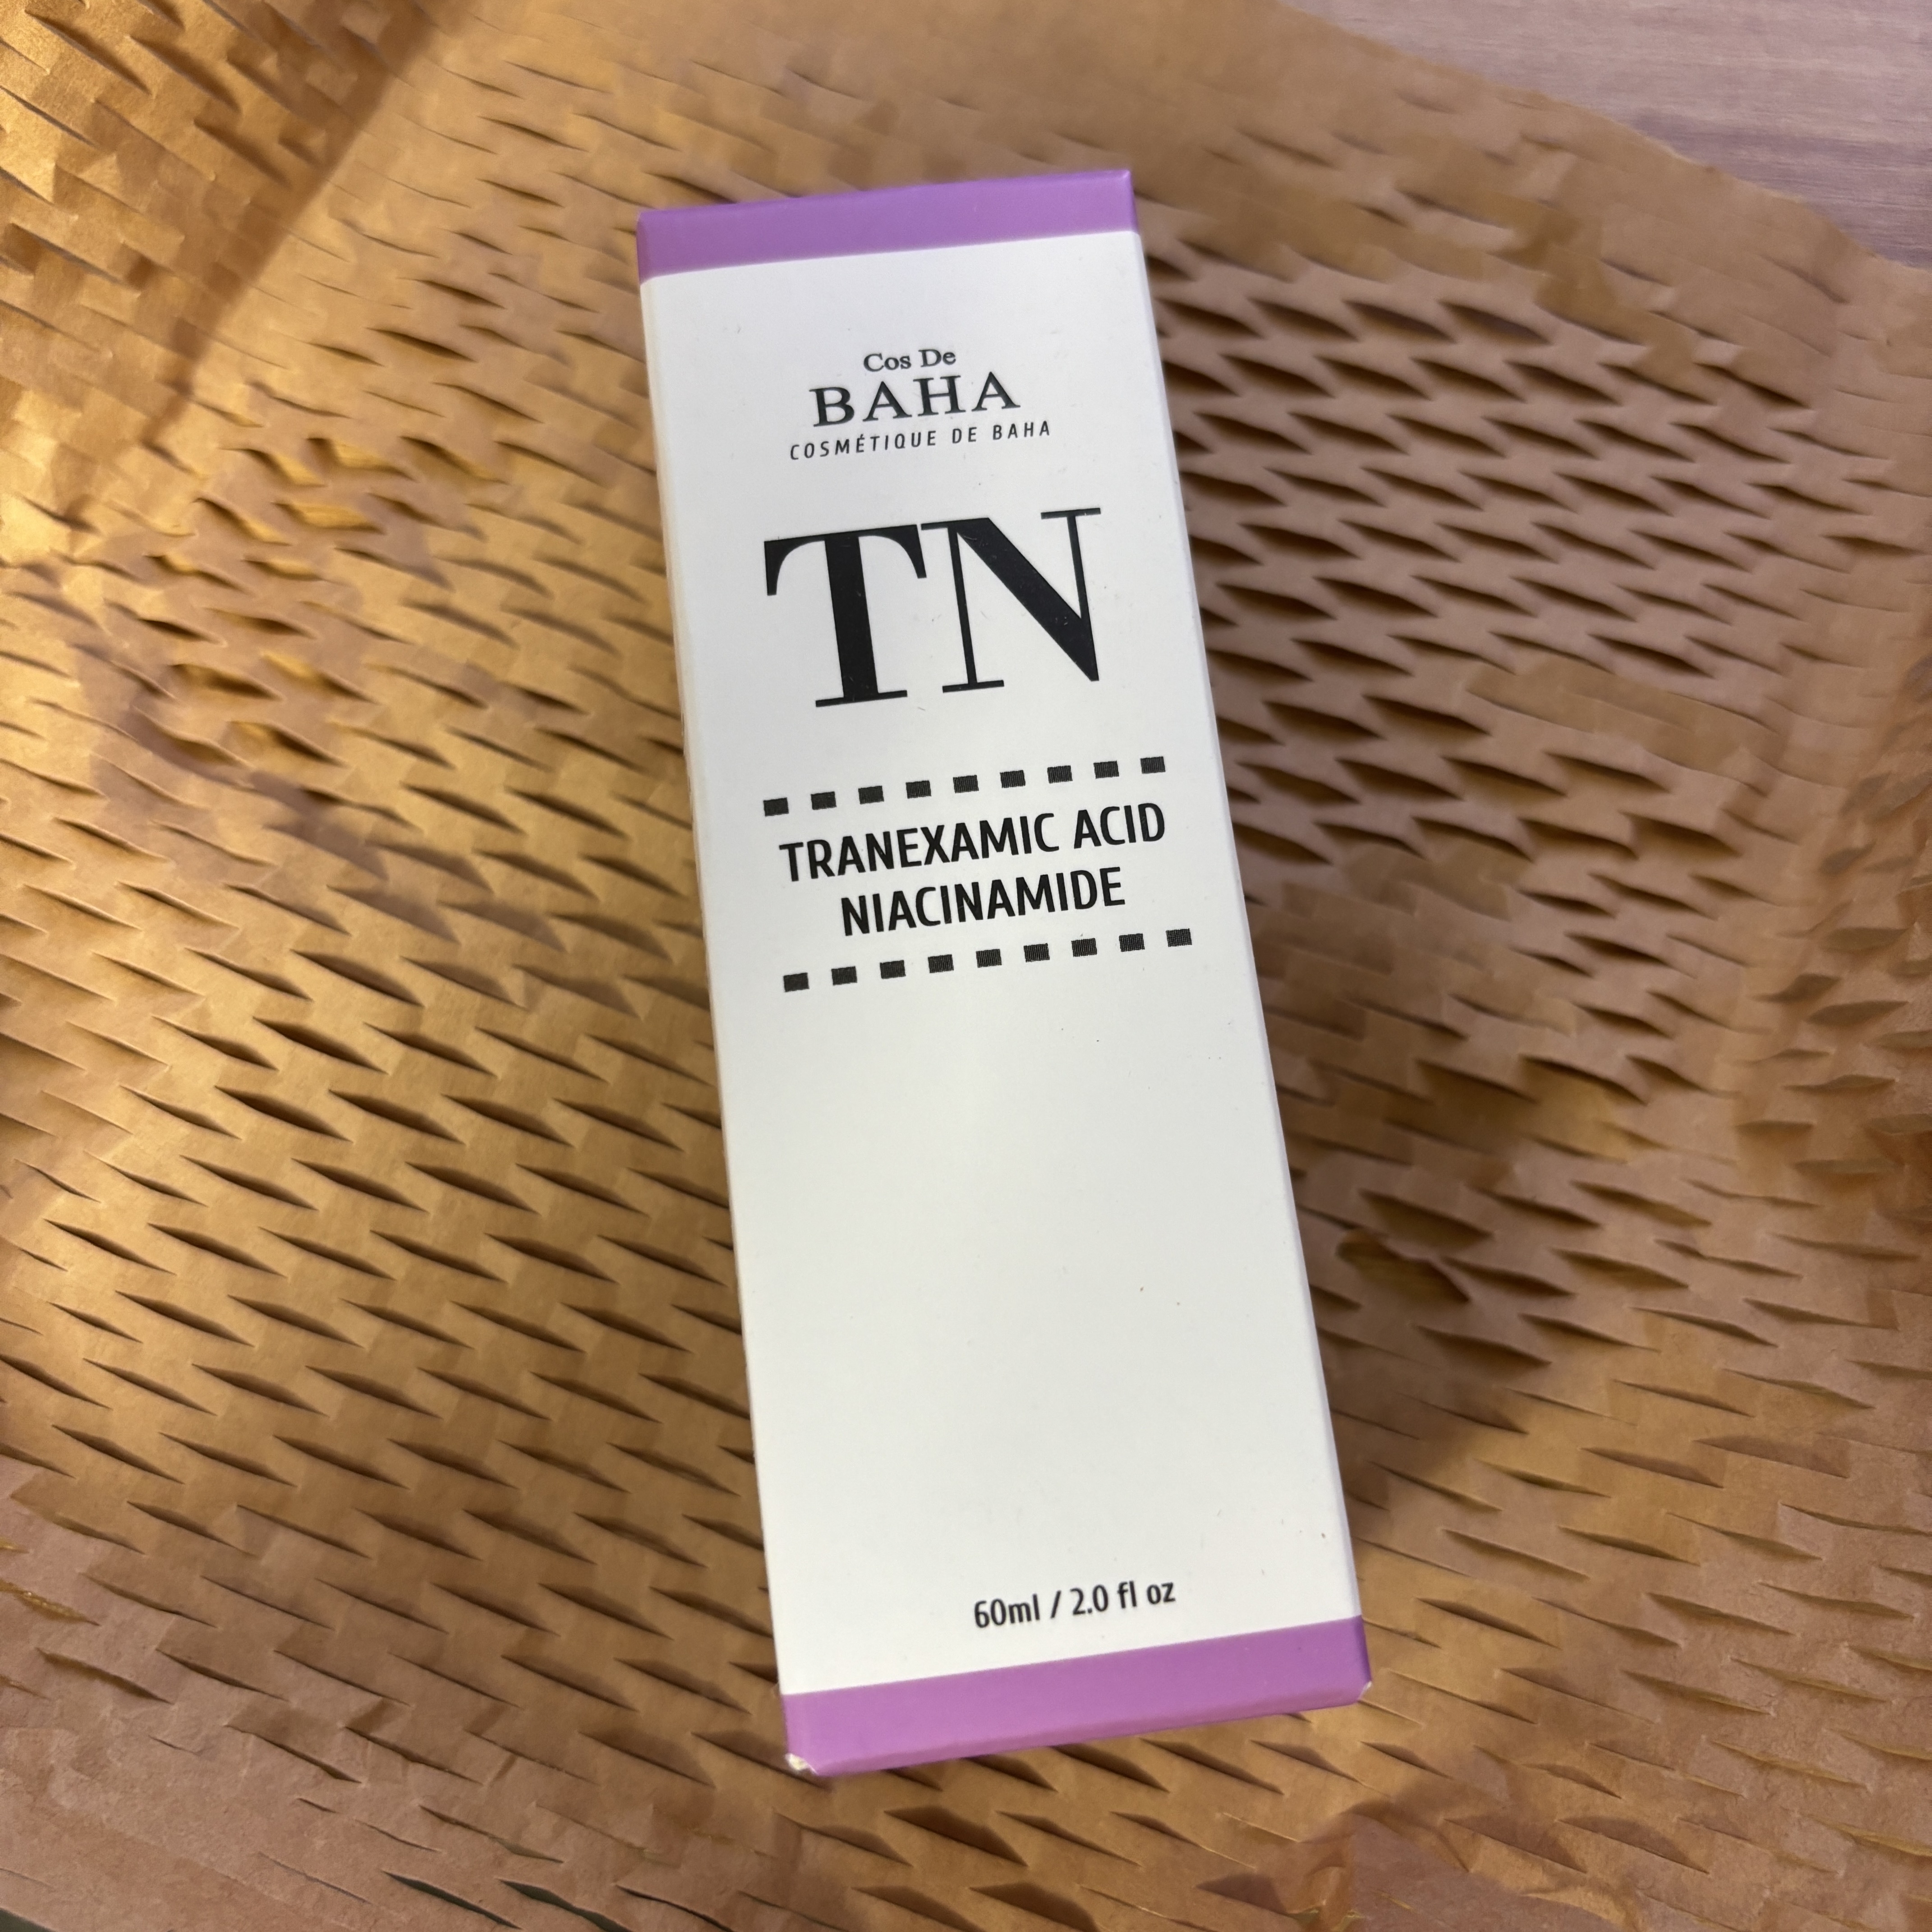 Cos De
BAHA
COSMÉTIQUE DE BAHA
TN
TRANEXAMIC ACID
NIACINAMIDE
60ml / 2.0 fl oz